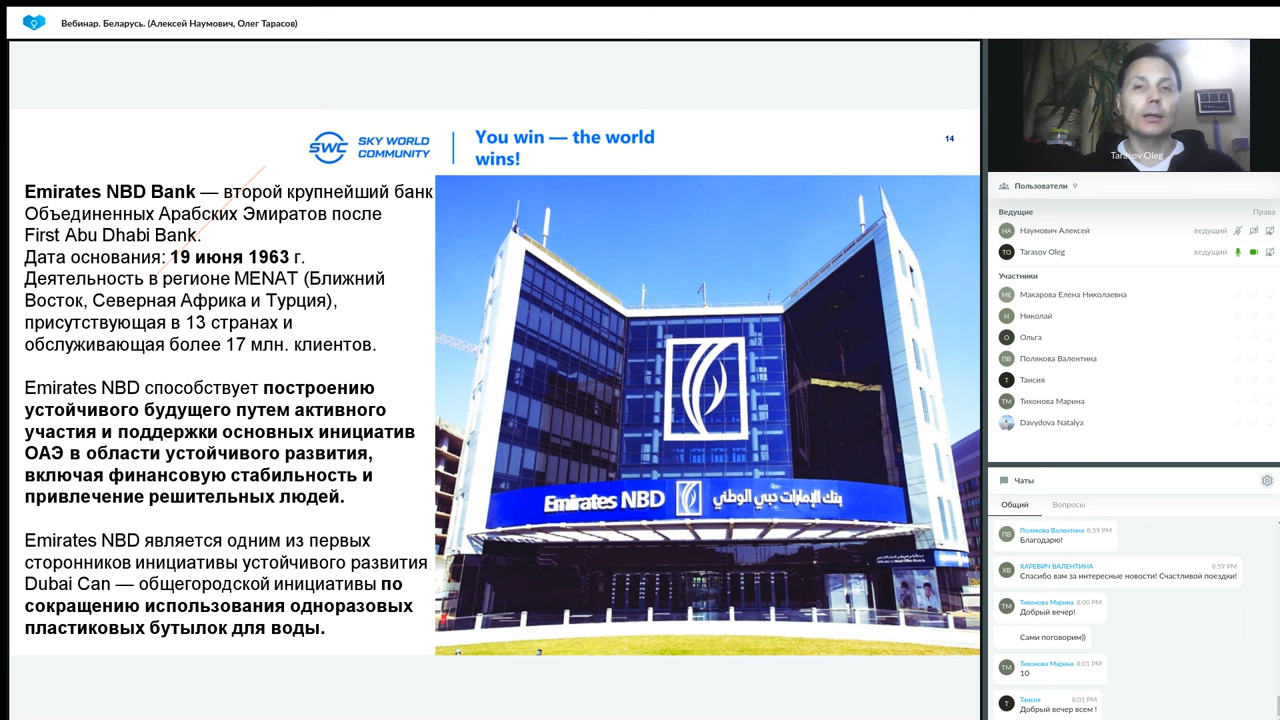 Вебинар. Беларусь. (Алексей Наумович, Олег Тарасов)
SWC
SKY WORLD
COMMUNITY
You win — the world
wins!
14
Emirates NBD Bank — второй крупнейший банк
Объединенных Арабских Эмиратов после
First Abu Dhabi Bank.
Дата основания: 19 июня 1963 г.
Деятельность в регионе MENAT (Ближний
Восток, Северная Африка и Турция),
присутствующая в 13 странах и
обслуживающая более 17 млн. клиентов.
Emirates NBD способствует построению
устойчивого будущего путем активного
участия и поддержки основных инициатив
ОАЭ в области устойчивого развития,
включая финансовую стабильность и
привлечение решительных людей.
Emirates NBD является одним из первых
сторонников инициативы устойчивого развития
Dubai Can — общегородской инициативы по
сокращению использования одноразовых
пластиковых бутылок для воды.
Emirates NBD بنك الإمارات دبي الوطني
Tarasov Oleg
Пользователи 9
Ведущие Права
НА Наумович Алексей ведущий
TO Tarasov Oleg ведущий
Участники
МЕ Макарова Елена Николаевна
Н Николай
О Ольга
ПВ Полякова Валентина
Т Таисия
ТМ Тихонова Марина
Davydova Natalya
Чаты
Общий Вопросы
ПВ Полякова Валентина 8:59 PM
Благодарю!
ХВ ХАРЕВИЧ ВАЛЕНТИНА 8:59 PM
Спасибо вам за интересные новости! Счастливой поездки!
ТМ Тихонова Марина 8:00 PM
Добрый вечер!
Сами поговорим))
ТМ Тихонова Марина 8:01 PM
10
Т Таисия 8:01 PM
Добрый вечер всем !